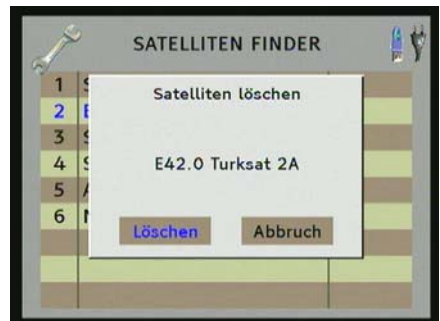 SATELLITEN FINDER
1 S
2 E
3 S
4 S
5 A
6
Satelliten löschen
E42.0 Turksat 2A
Löschen Abbruch